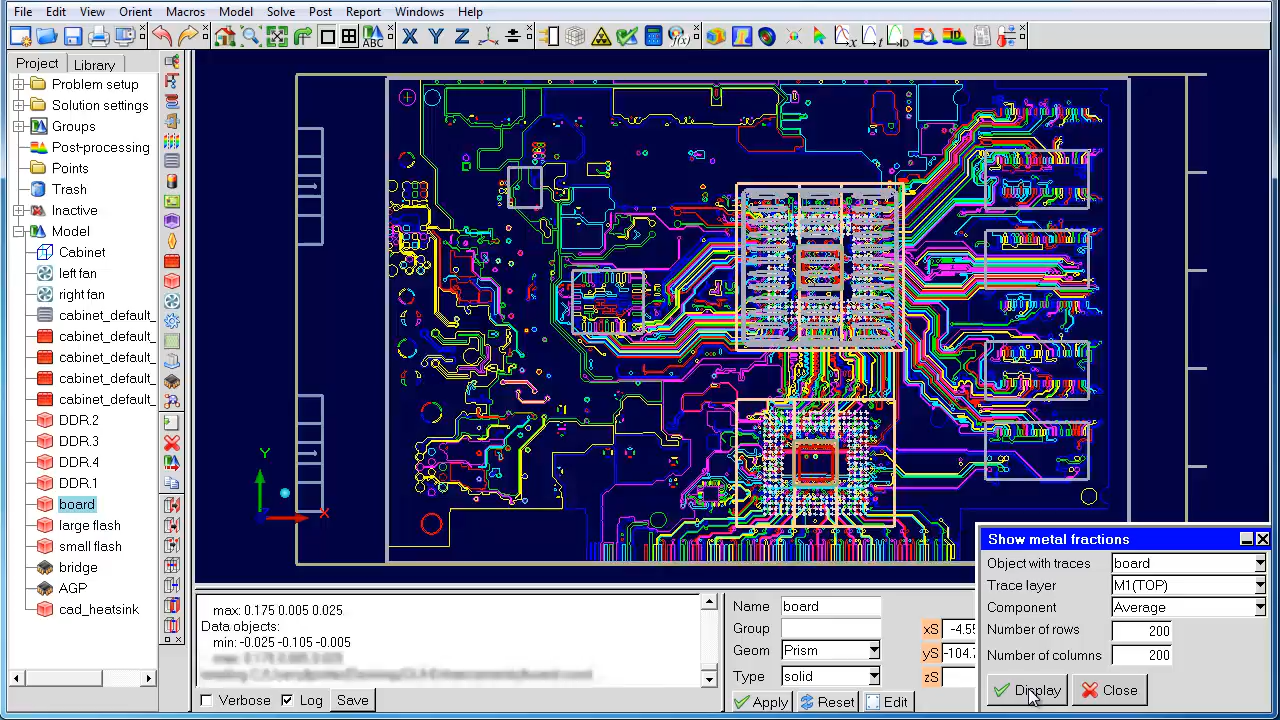 File Edit View Orient Macros Model Solve Post Report Windows Help
ABC X Y Z
Project Library
Problem setup
Solution settings
Groups
Post-processing
Points
Trash
Inactive
Model
Cabinet
left fan
right fan
cabinet_default_
cabinet_default_
cabinet_default_
cabinet_default_
cabinet_default_
DDR.2
DDR.3
DDR.4
DDR.1
board
large flash
small flash
bridge
AGP
cad_heatsink
Y
X
max: 0.175 0.005 0.025
Data objects:
min: -0.025 -0.105 -0.005
Verbose Log Save
Name board
Group
Geom Prism
Type solid
Apply Reset Edit
xS -4.55
yS -104.7
zS
Show metal fractions
Object with traces board
Trace layer M1(TOP)
Component Average
Number of rows 200
Number of columns 200
Display Close